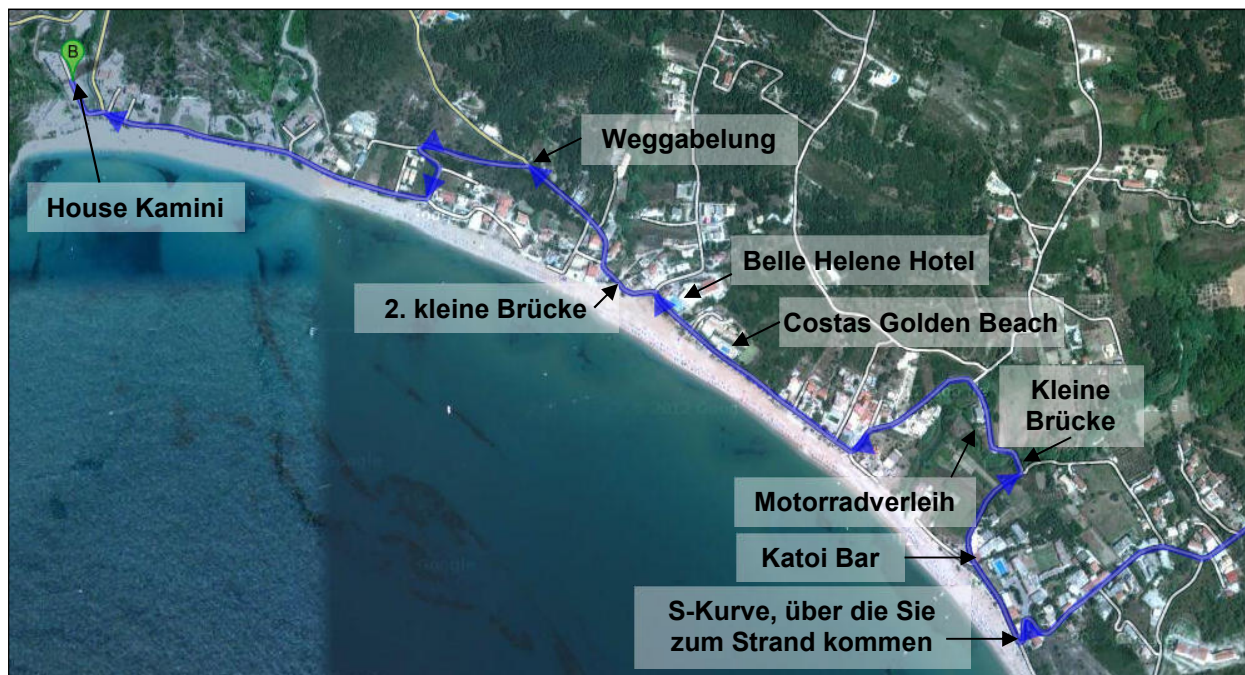 B
Weggabelung
House Kamini
Belle Helene Hotel
2. kleine Brücke
Costas Golden Beach
Kleine
Brücke
Motorradverleih
Katoi Bar
S-Kurve, über die Sie
zum Strand kommen
Google